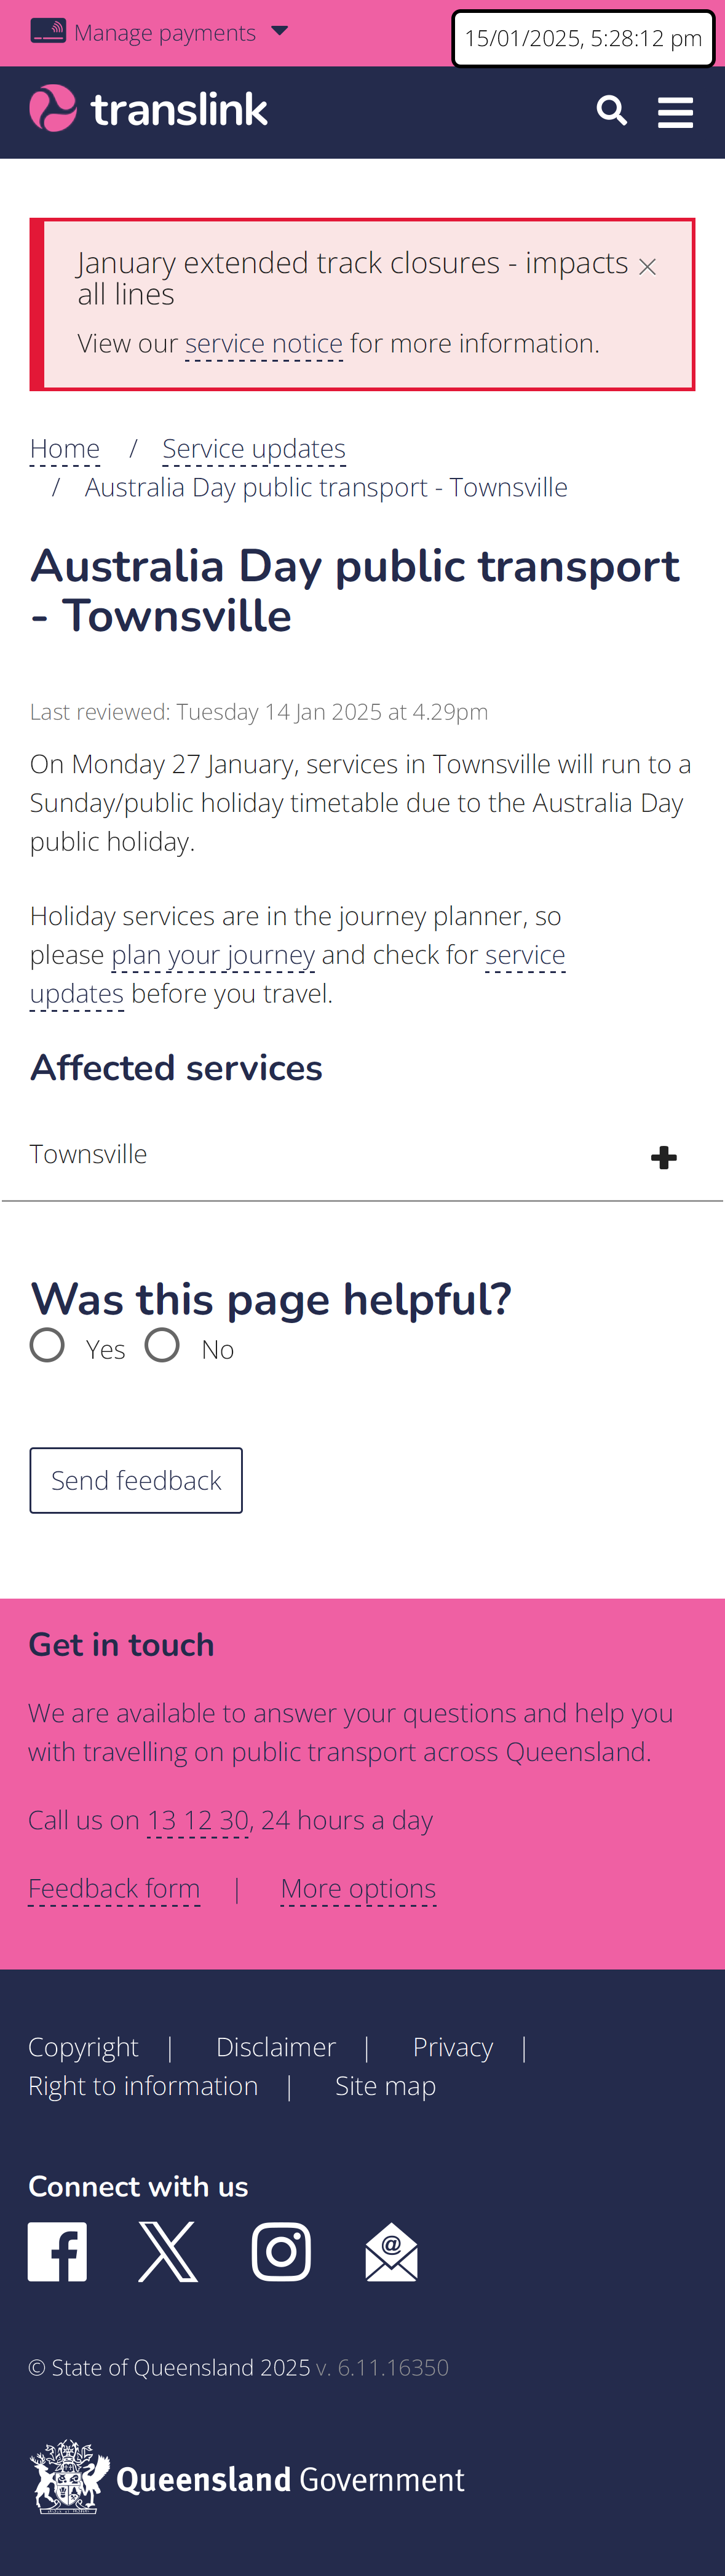 Manage payments
15/01/2025, 5:28:12 pm
translink
January extended track closures - impacts
all lines
View our service notice for more information.
Home / Service updates
/ Australia Day public transport - Townsville
Australia Day public transport
- Townsville
Last reviewed: Tuesday 14 Jan 2025 at 4.29pm
On Monday 27 January, services in Townsville will run to a
Sunday/public holiday timetable due to the Australia Day
public holiday.
Holiday services are in the journey planner, so
please plan your journey and check for service
updates before you travel.
Affected services
Townsville
Was this page helpful?
Yes No
Send feedback
Get in touch
We are available to answer your questions and help you
with travelling on public transport across Queensland.
Call us on 13 12 30, 24 hours a day
Feedback form | More options
Copyright | Disclaimer | Privacy |
Right to information | Site map
Connect with us
© State of Queensland 2025 v. 6.11.16350
Queensland Government